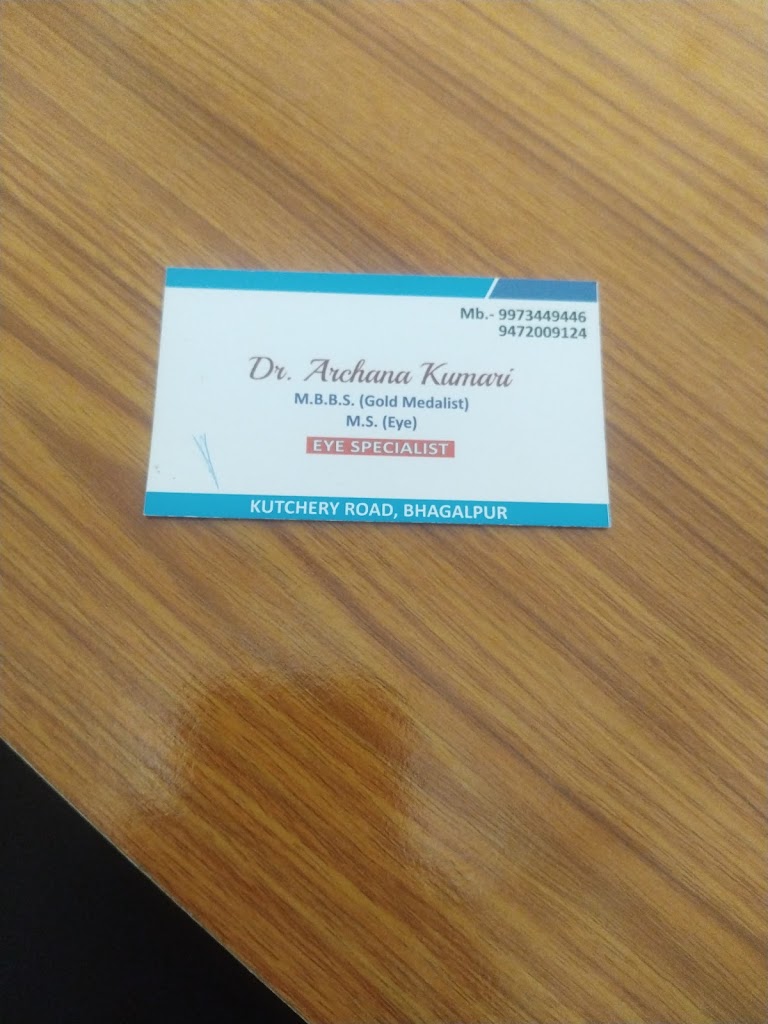 Mb.- 9973449446
9472009124
Dr. Archana Kumari
M.B.B.S. (Gold Medalist)
M.S. (Eye)
EYE SPECIALIST
KUTCHERY ROAD, BHAGALPUR